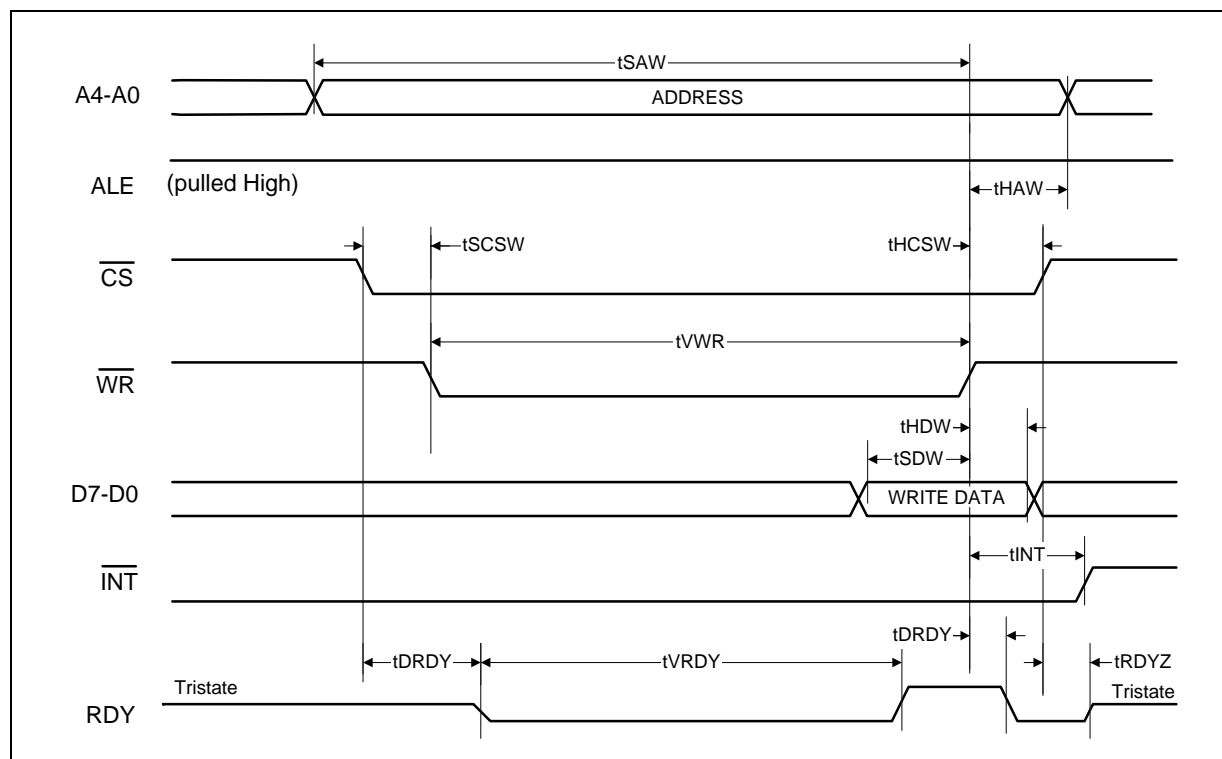 tSAW
A4-A0
ADDRESS
ALE
(pulled High)
tHAW
tSCSW
tHCSW
CS
tVWR
WR
tHDW
tSDW
D7-D0
WRITE DATA
tINT
INT
tDRDY
tDRDY
tVRDY
tRDYZ
Tristate
Tristate
RDY